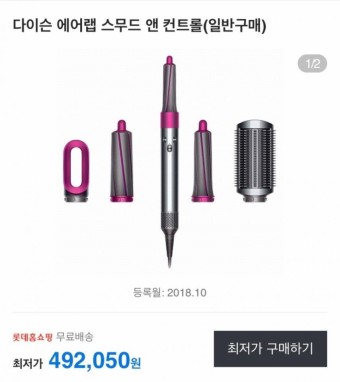 다이슨 에어랩 스무드 앤 컨트롤(일반구매)
1/2
등록월: 2018.10
롯데홈쇼핑 무료배송
최저가 492,050원
최저가 구매하기